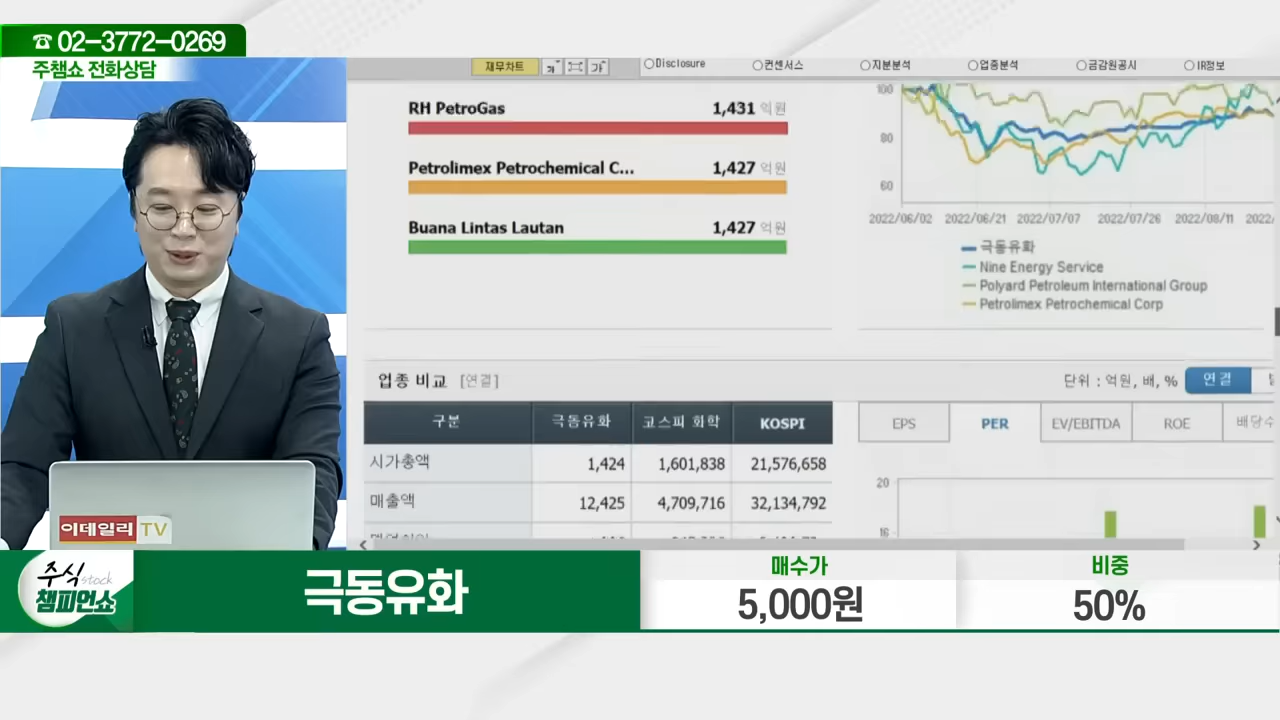 ☎ 02-3772-0269
주챔쇼 전화상담
재무차트
가
가
Disclosure
컨센서스
지분분석
업종분석
금감원공시
IR정보
RH PetroGas 1,431 억원
Petrolimex Petrochemical C... 1,427 억원
Buana Lintas Lautan 1,427 억원
100
80
60
2022/06/02 2022/06/21 2022/07/07 2022/07/26 2022/08/11 2022/
극동유화
Nine Energy Service
Polyard Petroleum International Group
Petrolimex Petrochemical Corp
업종 비교 [연결]
단위 : 억원, 배, % 연결
구분 극동유화 코스피 화학 KOSPI
시가총액 1,424 1,601,838 21,576,658
매출액 12,425 4,709,716 32,134,792
EPS PER EV/EBITDA ROE 배당수
20
16
이데일리 TV
주식 stock
챔피언쇼
극동유화
매수가
5,000원
비중
50%